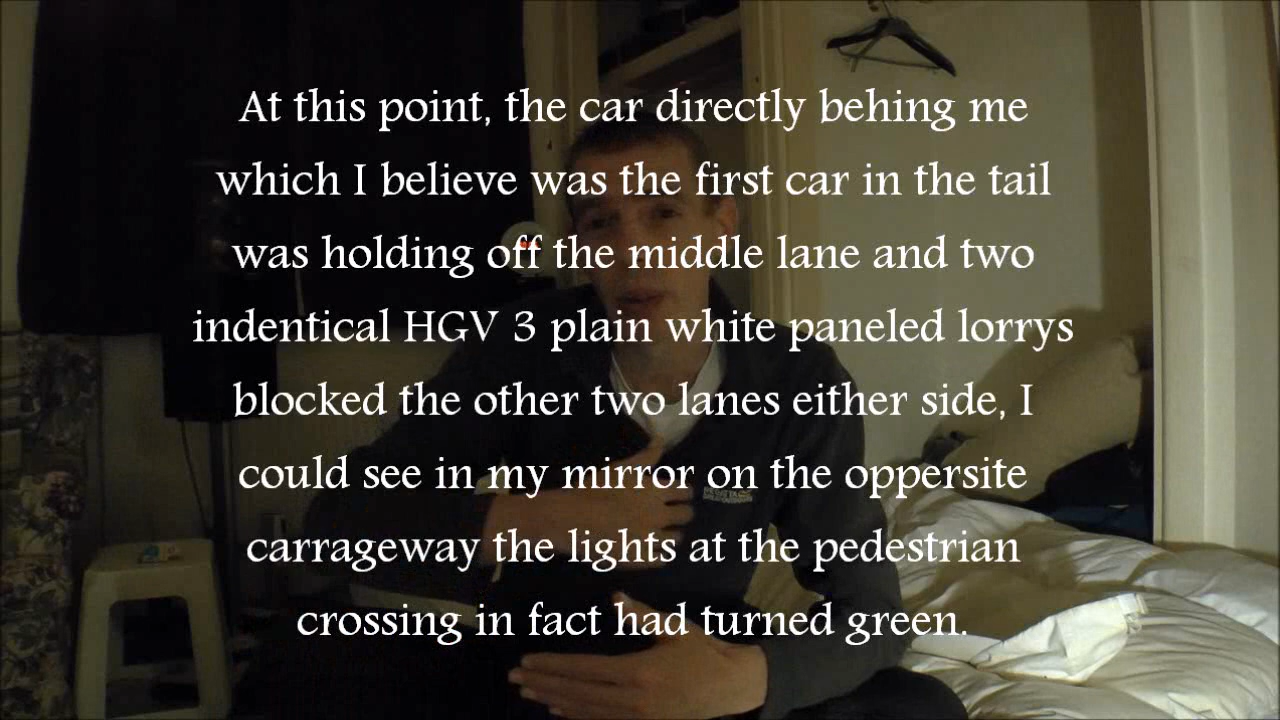 At this point, the car directly behing me
which I believe was the first car in the tail
was holding off the middle lane and two
indentical HGV 3 plain white paneled lorrys
blocked the other two lanes either side, I
could see in my mirror on the oppersite
carrageway the lights at the pedestrian
crossing in fact had turned green.